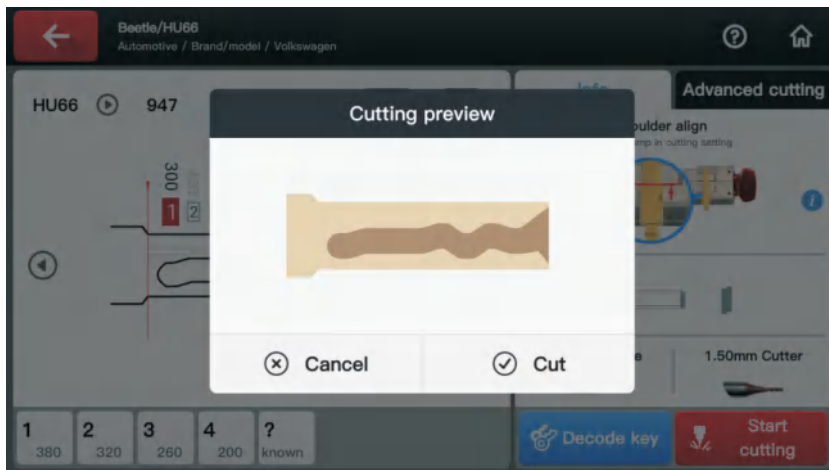 Beetle/HU66
Automotive / Brand/model / Volkswagen
HU66
947
Info
Advanced cutting
Cutting preview
300
1
2
Cancel
Cut
1.50mm Cutter
1
380
2
320
3
260
4
200
?
known
Decode key
Start
cutting